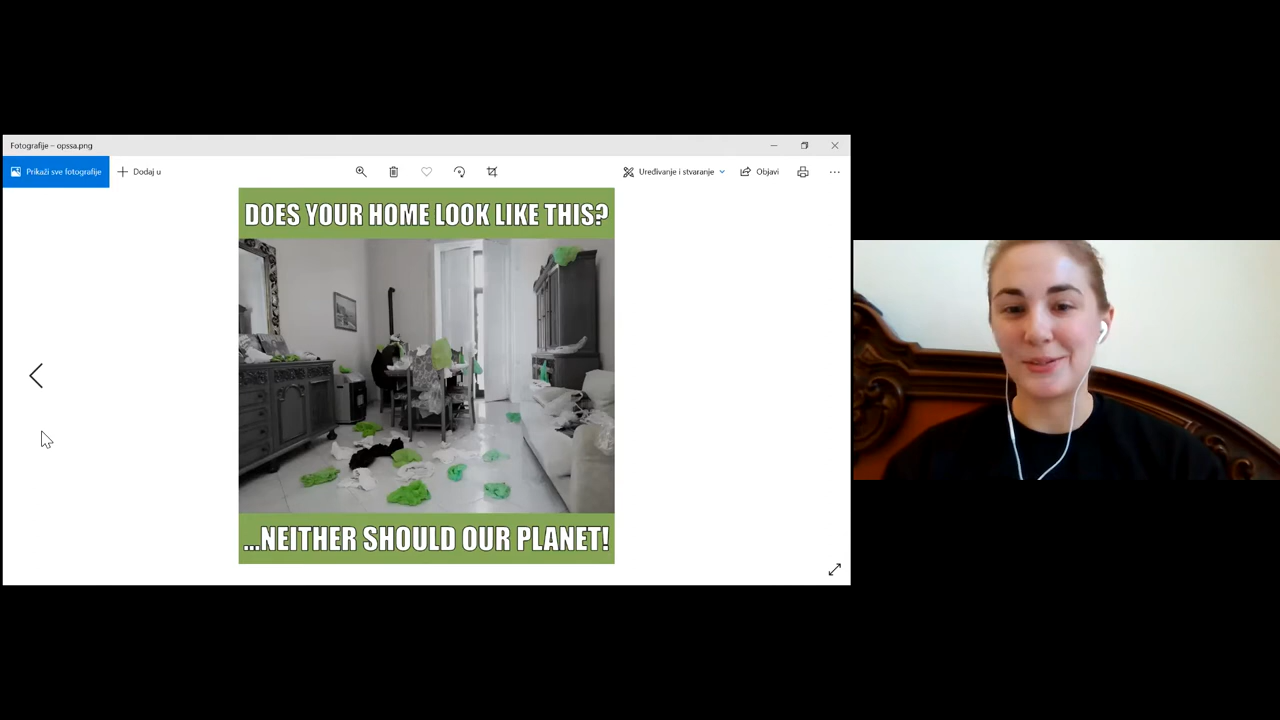 Fotografije – opssa.png
Prikaži sve fotografije
Dodaj u
Uređivanje i stvaranje
Objavi
DOES YOUR HOME LOOK LIKE THIS?
...NEITHER SHOULD OUR PLANET!